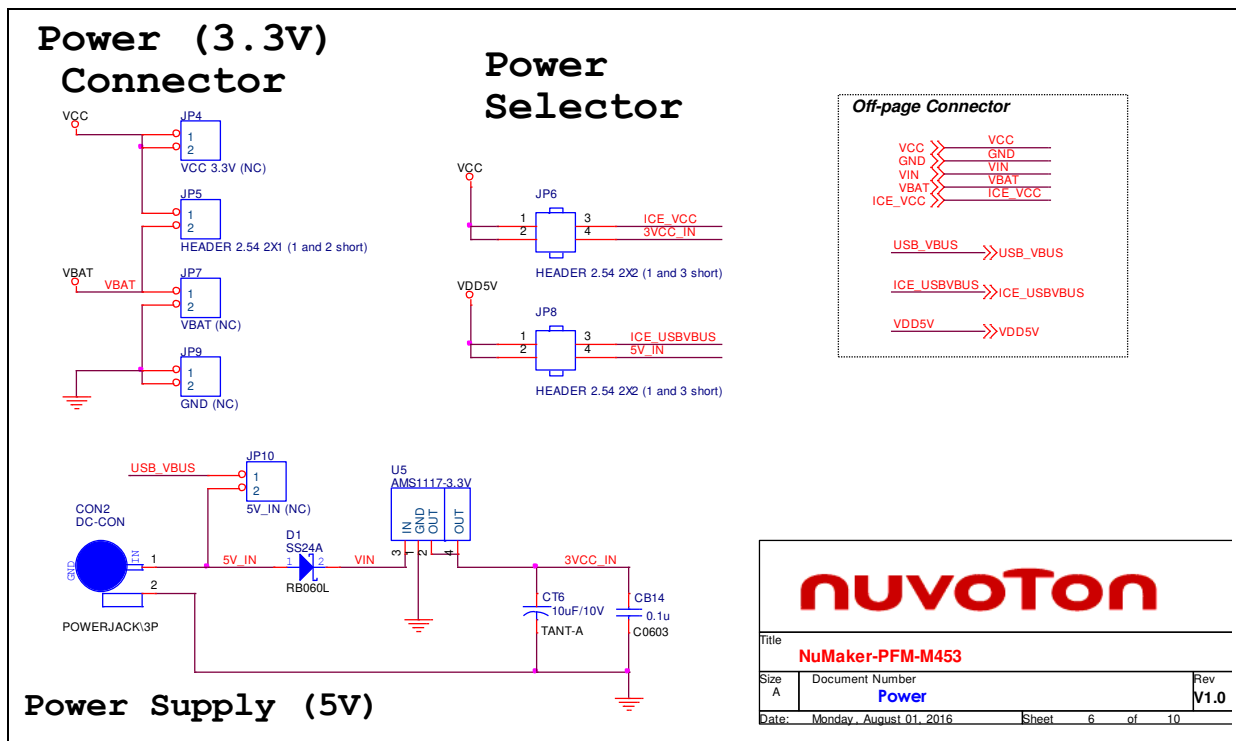 Power (3.3V)
Connector
VCC
JP4
1
2
VCC 3.3V (NC)
JP5
1
2
HEADER 2.54 2X1 (1 and 2 short)
VBAT
VBAT
JP7
1
2
VBAT (NC)
JP9
1
2
GND (NC)
Power
Selector
VCC
JP6
1
2
3
4
ICE_VCC
3VCC_IN
HEADER 2.54 2X2 (1 and 3 short)
VDD5V
JP8
1
2
3
4
ICE_USBVBUS
5V_IN
HEADER 2.54 2X2 (1 and 3 short)
Off-page Connector
VCC VCC
GND GND
VIN VIN
VBAT VBAT
ICE_VCC ICE_VCC
USB_VBUS USB_VBUS
ICE_USBVBUS ICE_USBVBUS
VDD5V VDD5V
USB_VBUS
JP10
1
2
5V_IN (NC)
CON2
DC-CON
GND
IN
1
2
POWERJACK\3P
5V_IN
D1
SS24A
1 2
RB060L
VIN
U5
AMS1117-3.3V
IN
GND
OUT
OUT
3
1
2
4
3VCC_IN
CT6
10uF/10V
TANT-A
CB14
0.1u
C0603
Power Supply (5V)
nuvoTon
Title
NuMaker-PFM-M453
Size
A
Document Number
Power
Rev
V1.0
Date: Monday, August 01, 2016 Sheet 6 of 10